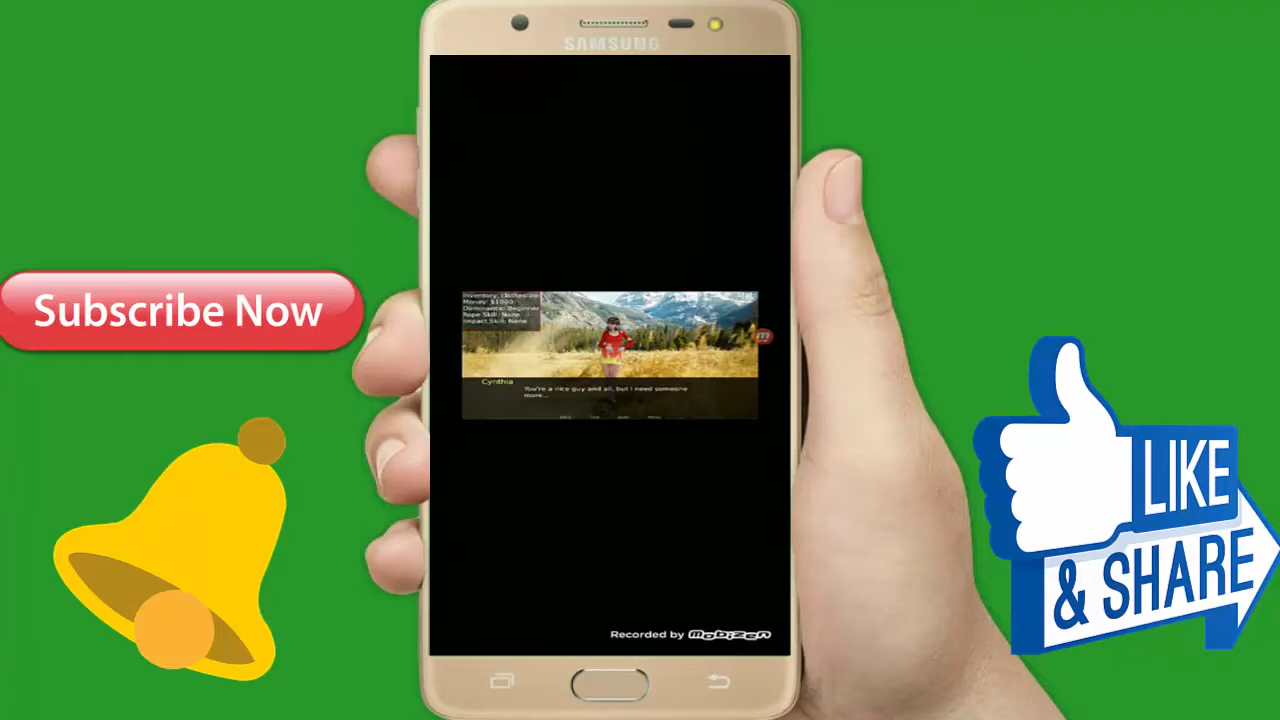 SAMSUNG
Subscribe Now
Inventory: Clothesline
Money: $1000
Dominance: Beginner
Rope Skill: None
Impact Skill: None
Cynthia
You're a nice guy and all, but I need someone
more...
Recorded by Mobizen
LIKE
& SHARE